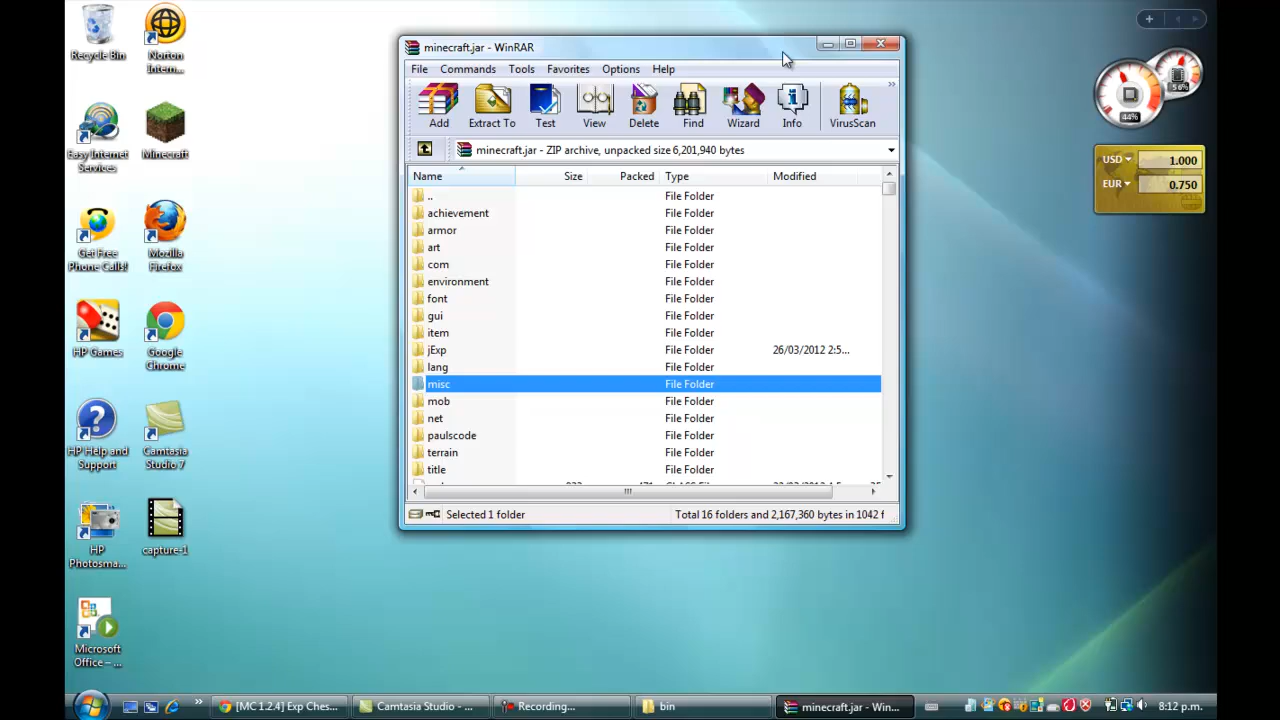 Recycle Bin
Norton
Intern...
Easy Internet
Services
Minecraft
Get Free
Phone Calls!
Mozilla
Firefox
HP Games
Google
Chrome
HP Help and
Support
Camtasia
Studio 7
HP
Photosma...
capture-1
Microsoft
Office – ...
minecraft.jar - WinRAR
File Commands Tools Favorites Options Help
Add Extract To Test View Delete Find Wizard Info VirusScan
minecraft.jar - ZIP archive, unpacked size 6,201,940 bytes
Name Size Packed Type Modified
.. File Folder
achievement File Folder
armor File Folder
art File Folder
com File Folder
environment File Folder
font File Folder
gui File Folder
item File Folder
jExp File Folder 26/03/2012 2:5...
lang File Folder
misc File Folder
mob File Folder
net File Folder
paulscode File Folder
terrain File Folder
title File Folder
Selected 1 folder Total 16 folders and 2,167,360 bytes in 1042 f
56%
44%
USD 1.000
EUR 0.750
[MC 1.2.4] Exp Ches... Camtasia Studio - ... Recording... bin minecraft.jar - Win... 8:12 p.m.